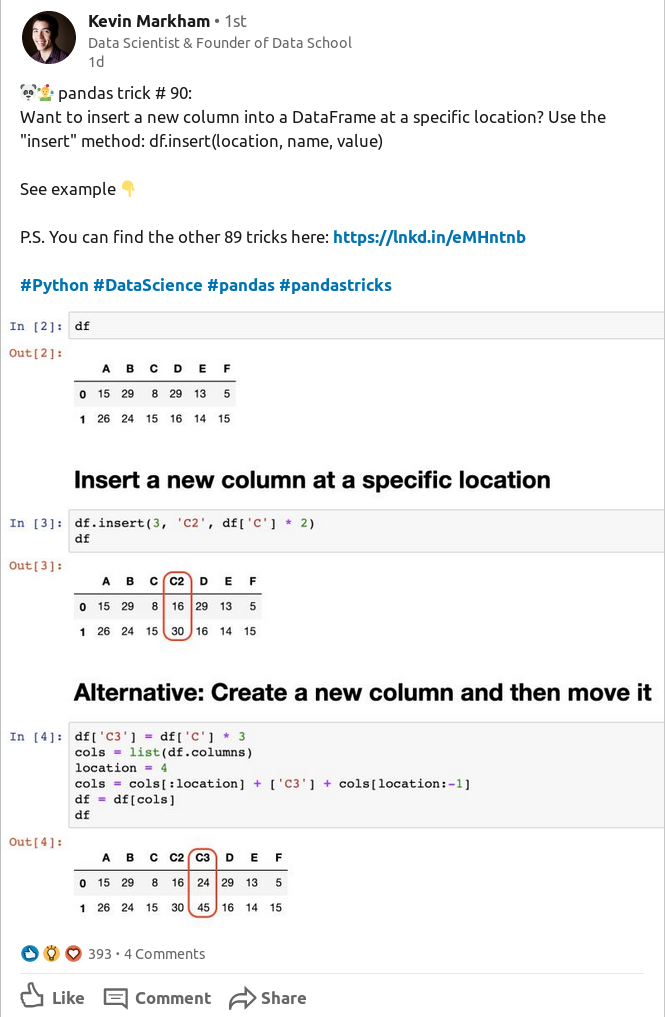 Kevin Markham • 1st
Data Scientist & Founder of Data School
1d
🐼🤹‍♂️ pandas trick # 90:
Want to insert a new column into a DataFrame at a specific location? Use the
"insert" method: df.insert(location, name, value)
See example 👇
P.S. You can find the other 89 tricks here: https://lnkd.in/eMHntnb
#Python #DataScience #pandas #pandastricks
In [2]: df
Out[2]:
A B C D E F
0 15 29 8 29 13 5
1 26 24 15 16 14 15
Insert a new column at a specific location
In [3]: df.insert(3, 'C2', df['C'] * 2)
df
Out[3]:
A B C C2 D E F
0 15 29 8 16 29 13 5
1 26 24 15 30 16 14 15
Alternative: Create a new column and then move it
In [4]: df['C3'] = df['C'] * 3
cols = list(df.columns)
location = 4
cols = cols[:location] + ['C3'] + cols[location:-1]
df = df[cols]
df
Out[4]:
A B C C2 C3 D E F
0 15 29 8 16 24 29 13 5
1 26 24 15 30 45 16 14 15
393 • 4 Comments
Like Comment Share